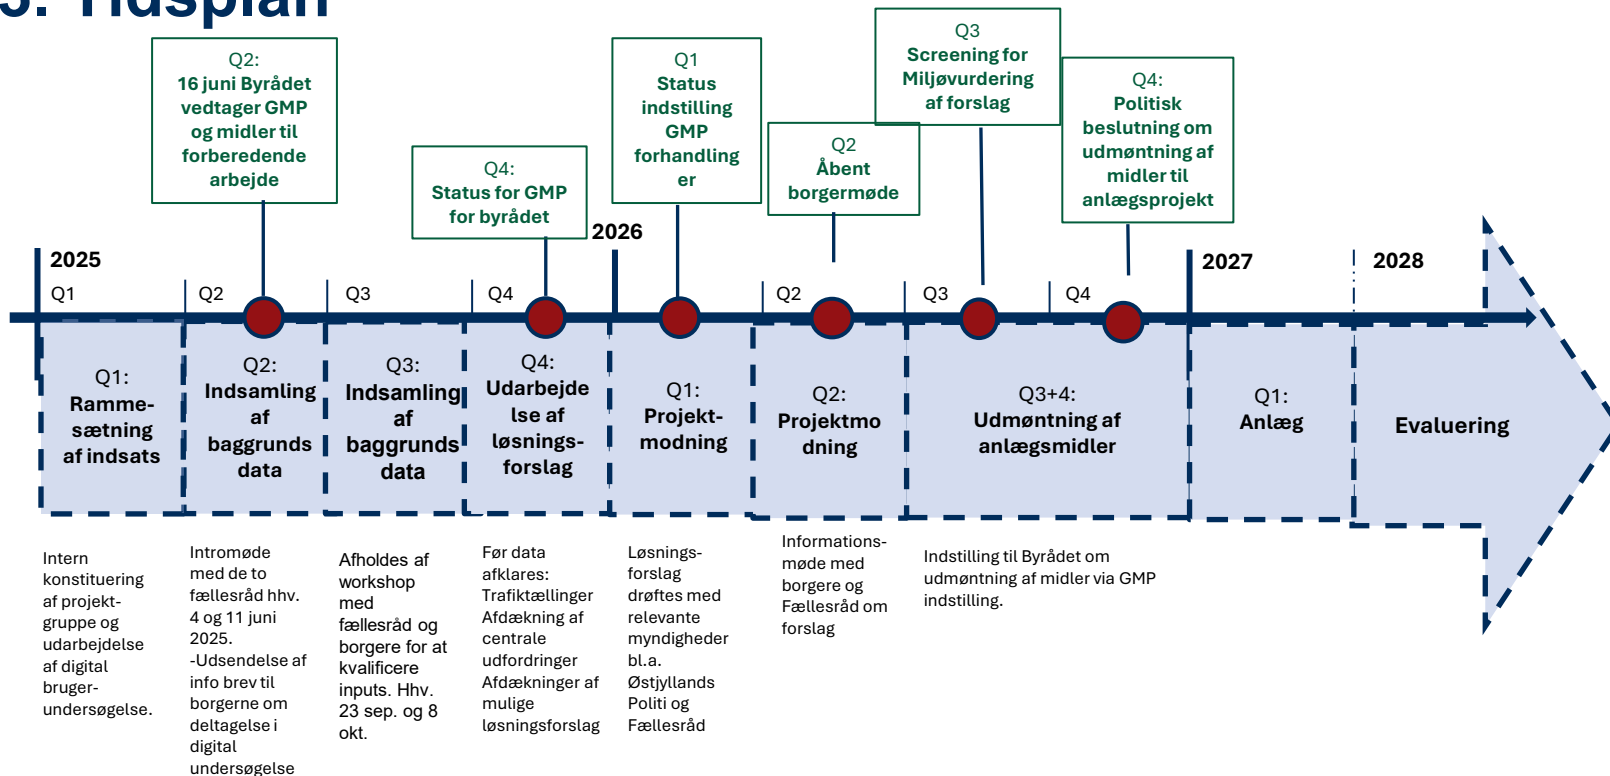 3. Tidsplan
Q2:
16 juni Byrådet
vedtager GMP
og midler til
forberedende
arbejde
Q4:
Status for GMP
for byrådet
Q1
Status
indstilling
GMP
forhandling
er
Q2
Åbent
borgermøde
Q3
Screening for
Miljøvurdering
af forslag
Q4:
Politisk
beslutning om
udmøntning af
midler til
anlægsprojekt
2025
2026
2027
2028
Q1
Q2
Q3
Q4
Q2
Q3
Q4
Q1:
Ramme-
sætning
af indsats
Q2:
Indsamling
af
baggrunds
data
Q3:
Indsamling
af
baggrunds
data
Q4:
Udarbejde
lse af
løsnings-
forslag
Q1:
Projekt-
modning
Q2:
Projektmo
dning
Q3+4:
Udmøntning af
anlægsmidler
Q1:
Anlæg
Evaluering
Intern
konstituering
af projekt-
gruppe og
udarbejdelse
af digital
bruger-
undersøgelse.
Intromøde
med de to
fællesråd hhv.
4 og 11 juni
2025.
-Udsendelse af
info brev til
borgerne om
deltagelse i
digital
undersøgelse
Afholdes af
workshop
med
fællesråd og
borgere for at
kvalificere
inputs. Hhv.
23 sep. og 8
okt.
Før data
afklares:
Trafiktællinger
Afdækning af
centrale
udfordringer
Afdækninger af
mulige
løsningsforslag
Løsnings-
forslag
drøftes med
relevante
myndigheder
bl.a.
Østjyllands
Politi og
Fællesråd
Informations-
møde med
borgere og
Fællesråd om
forslag
Indstilling til Byrådet om
udmøntning af midler via GMP
indstilling.